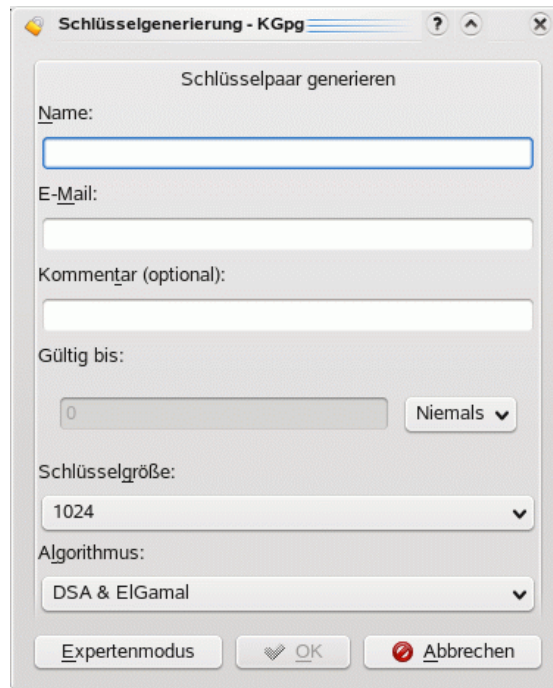 Schlüsselgenerierung - KGpg
Schlüsselpaar generieren
Name:
E-Mail:
Kommentar (optional):
Gültig bis:
0 Niemals
Schlüsselgröße:
1024
Algorithmus:
DSA & ElGamal
Expertenmodus OK Abbrechen